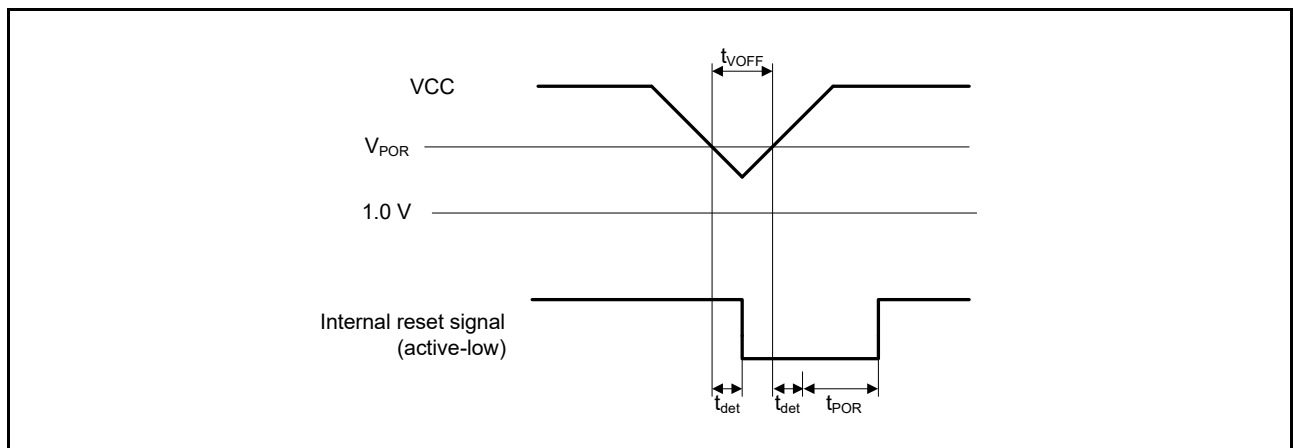 tVOFF
VCC
VPOR
1.0 V
Internal reset signal
(active-low)
tdet tdet tPOR